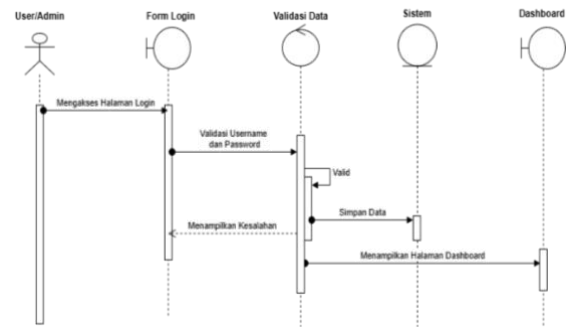 User/Admin
Form Login
Validasi Data
Sistem
Dashboard
Mengakses Halaman Login
Validasi Username
dan Password
Valid
Simpan Data
Menampilkan Kesalahan
Menampilkan Halaman Dashboard